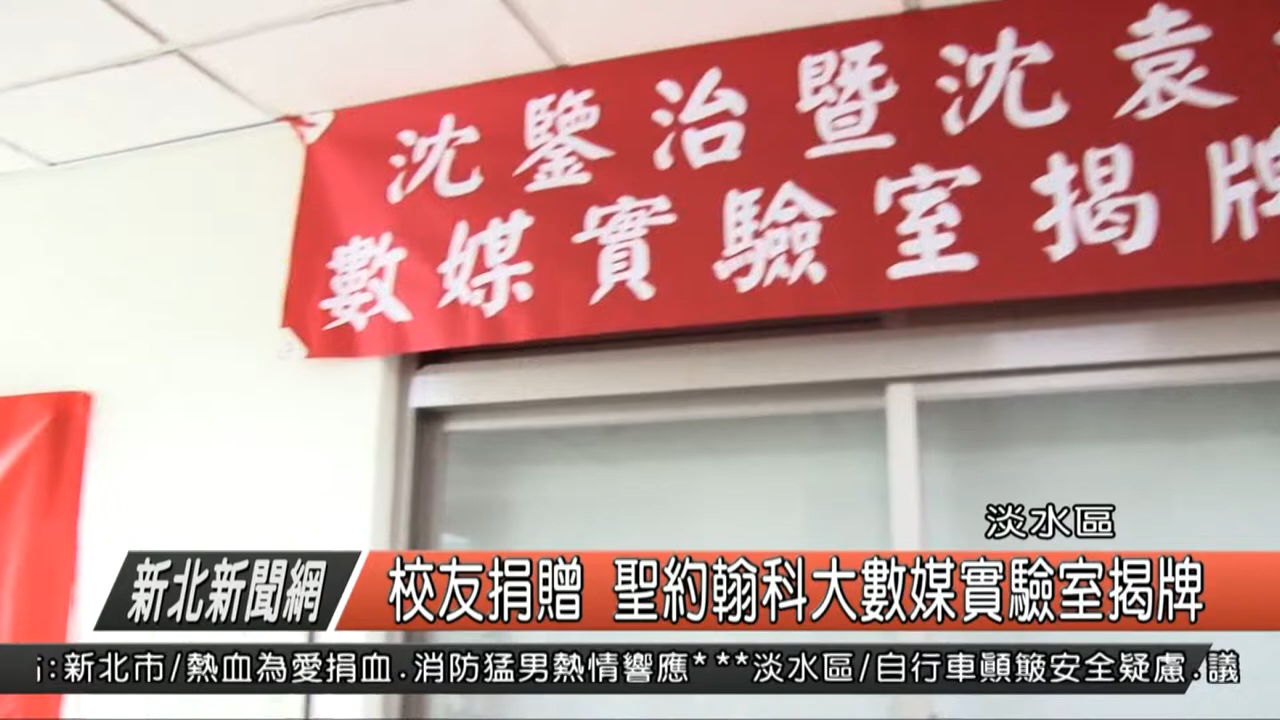 沈鑒治暨沈袁
數媒實驗室揭牌
淡水區
新北新聞網
校友捐贈 聖約翰科大數媒實驗室揭牌
:新北市/熱血為愛捐血.消防猛男熱情響應***淡水區/自行車顛簸安全疑慮.議